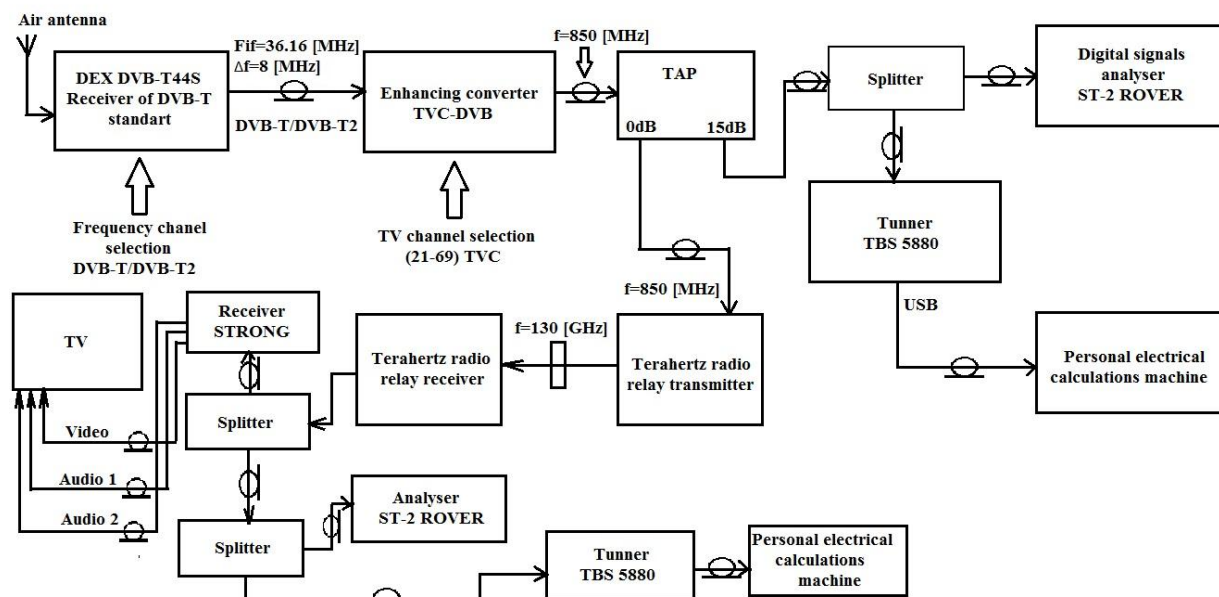 Air antenna
DEX DVB-T44S
Receiver of DVB-T
standart
Fif=36.16 [MHz]
Δf=8 [MHz]
DVB-T/DVB-T2
Enhancing converter
TVC-DVB
f=850 [MHz]
TAP
0dB 15dB
Splitter
Digital signals
analyser
ST-2 ROVER
Frequency chanel
selection
DVB-T/DVB-T2
TV channel selection
(21-69) TVC
Tunner
TBS 5880
USB
Personal electrical
calculations machine
f=850 [MHz]
Terahertz radio
relay transmitter
f=130 [GHz]
Terahertz radio
relay receiver
Receiver
STRONG
TV
Splitter
Video
Audio 1
Audio 2
Splitter
Analyser
ST-2 ROVER
Tunner
TBS 5880
Personal electrical
calculations
machine